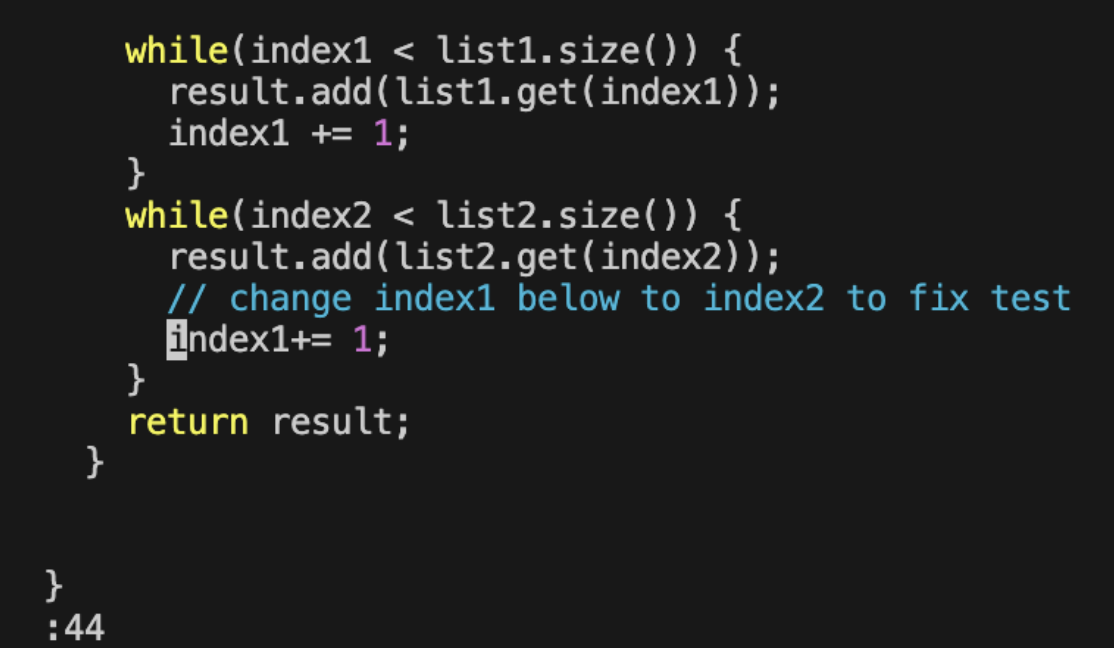 while(index1 < list1.size()) {
result.add(list1.get(index1));
index1 += 1;
}
while(index2 < list2.size()) {
result.add(list2.get(index2));
// change index1 below to index2 to fix test
index1+= 1;
}
return result;
}
}
:44